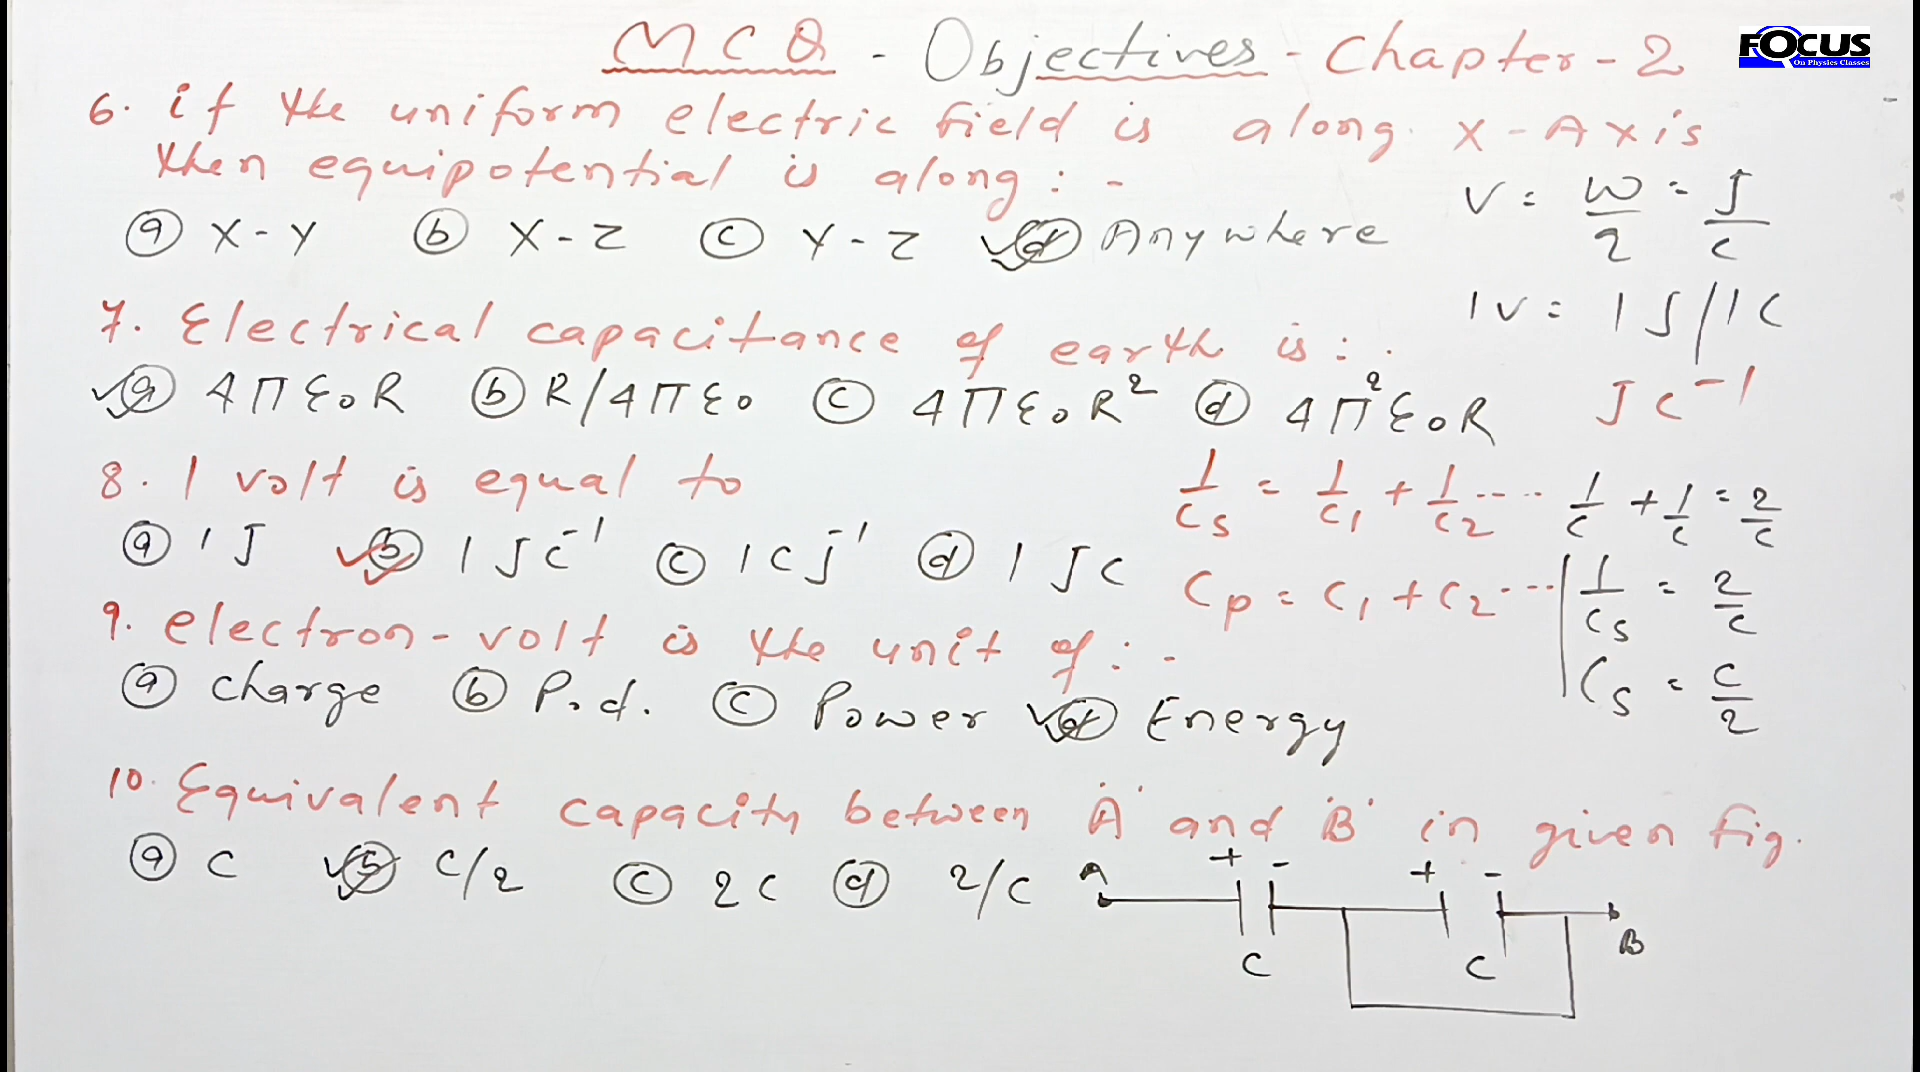 MCQ - Objectives - Chapter - 2
FOCUS
On Physics Classes
6. if the uniform electric field is along X-Axis
then equipotential is along : -
(a) X-Y (b) X-Z (c) Y-Z (d) Anywhere
V = W/q = J/C
1V = 1J/1C
JC⁻¹
7. Electrical capacitance of earth is : -
(a) 4πε₀R (b) R/4πε₀ (c) 4πε₀R² (d) 4π²ε₀R
8. 1 volt is equal to
(a) 1J (b) 1JC⁻¹ (c) 1CJ⁻¹ (d) 1JC
1/Cs = 1/C₁ + 1/C₂ ---- 1/C + 1/C = 2/C
Cp = C₁ + C₂ ----
1/Cs = 2/C
Cs = C/2
9. electron-volt is the unit of : -
(a) charge (b) P.d. (c) Power (d) Energy
10. Equivalent capacity between 'A' and 'B' in given fig.
(a) C (b) C/2 (c) 2C (d) 2/C
A + - + - B
C C